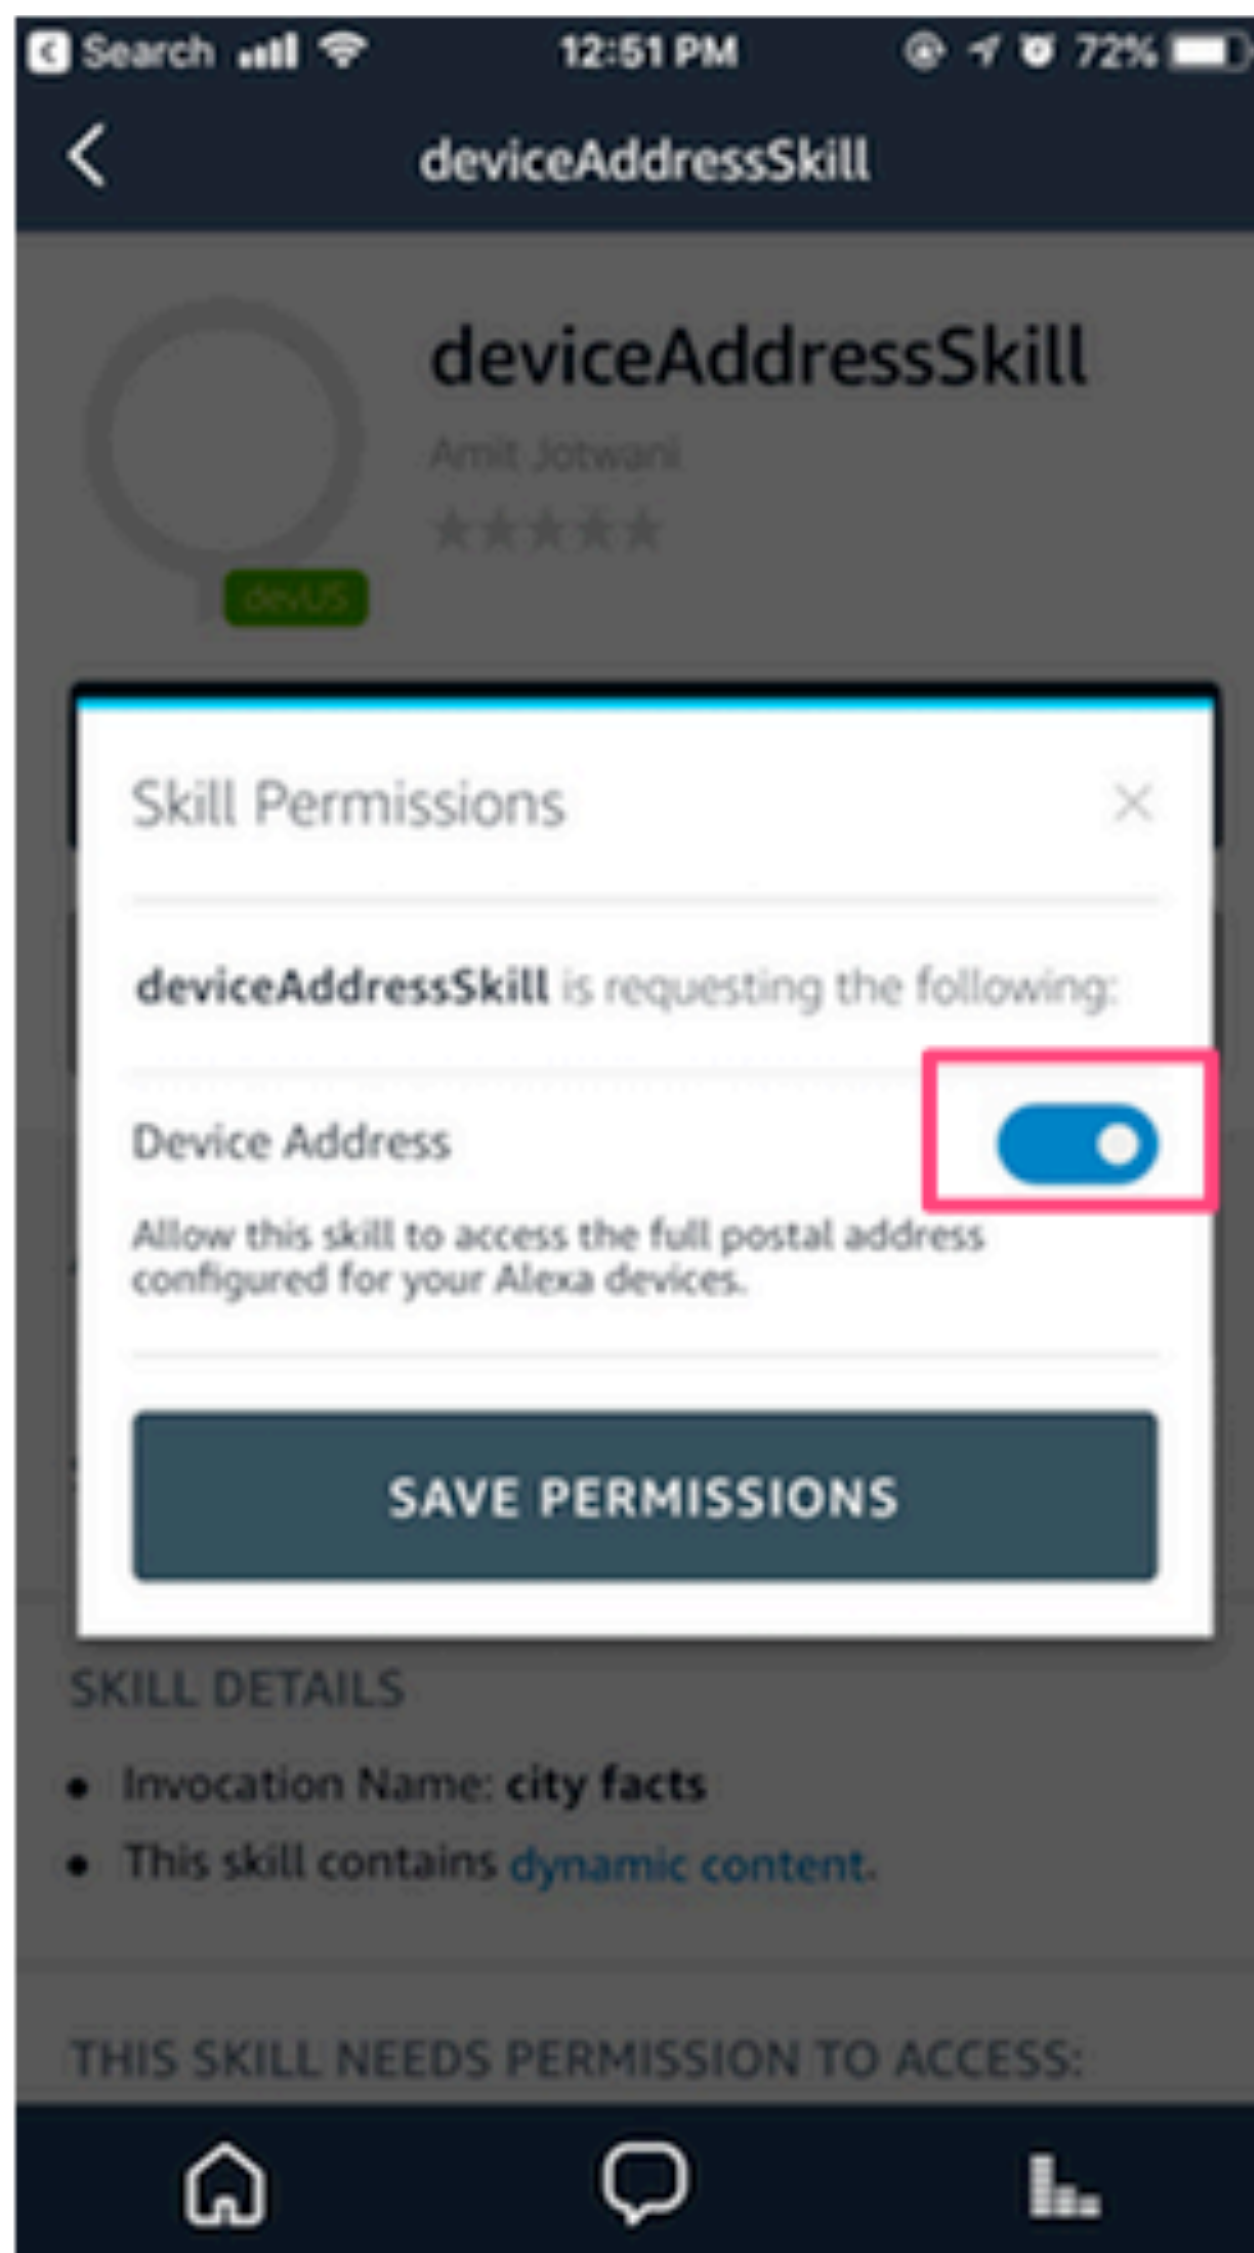 Search 12:51 PM 72%
deviceAddressSkill
deviceAddressSkill
Amit Jotwani
devUS
Skill Permissions
deviceAddressSkill is requesting the following:
Device Address
Allow this skill to access the full postal address
configured for your Alexa devices.
SAVE PERMISSIONS
SKILL DETAILS
• Invocation Name: city facts
• This skill contains dynamic content.
THIS SKILL NEEDS PERMISSION TO ACCESS: